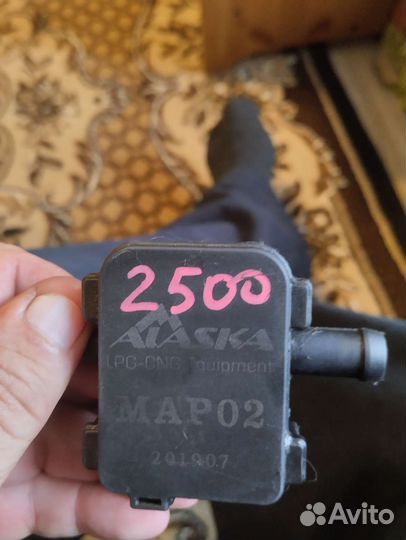 2500
ALASKA
LPG-CNG Equipment
MAP02
201907
Avito